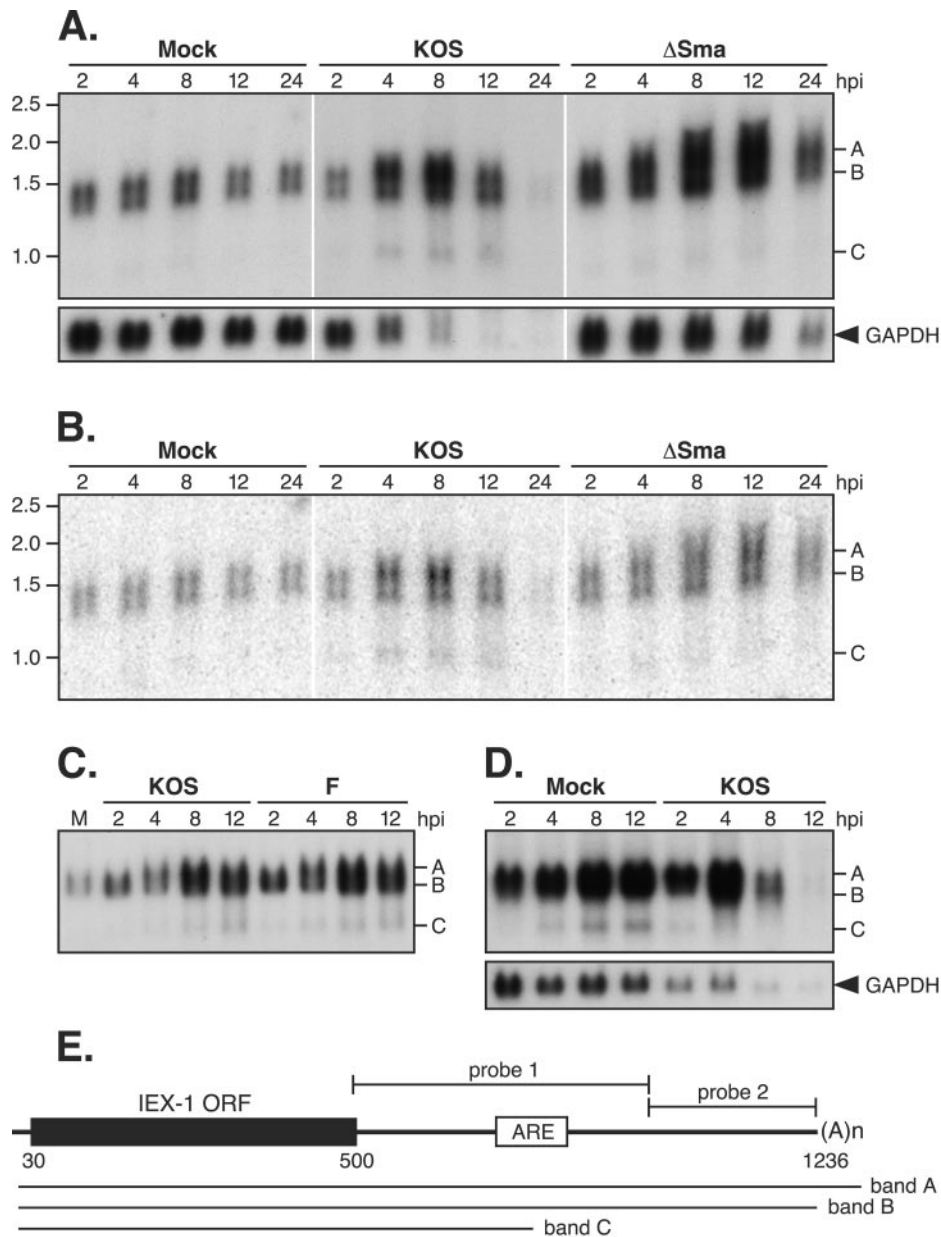 A.
Mock KOS ΔSma
2 4 8 12 24 2 4 8 12 24 2 4 8 12 24 hpi
2.5
2.0
A
B
1.5
1.0
C
GAPDH
B.
Mock KOS ΔSma
2 4 8 12 24 2 4 8 12 24 2 4 8 12 24 hpi
2.5
2.0
A
B
1.5
1.0
C
C.
KOS F
M 2 4 8 12 2 4 8 12 hpi
A
B
C
D.
Mock KOS
2 4 8 12 2 4 8 12 hpi
A
B
C
GAPDH
E.
probe 1
IEX-1 ORF
probe 2
ARE
(A)n
30 500 1236
band A
band B
band C